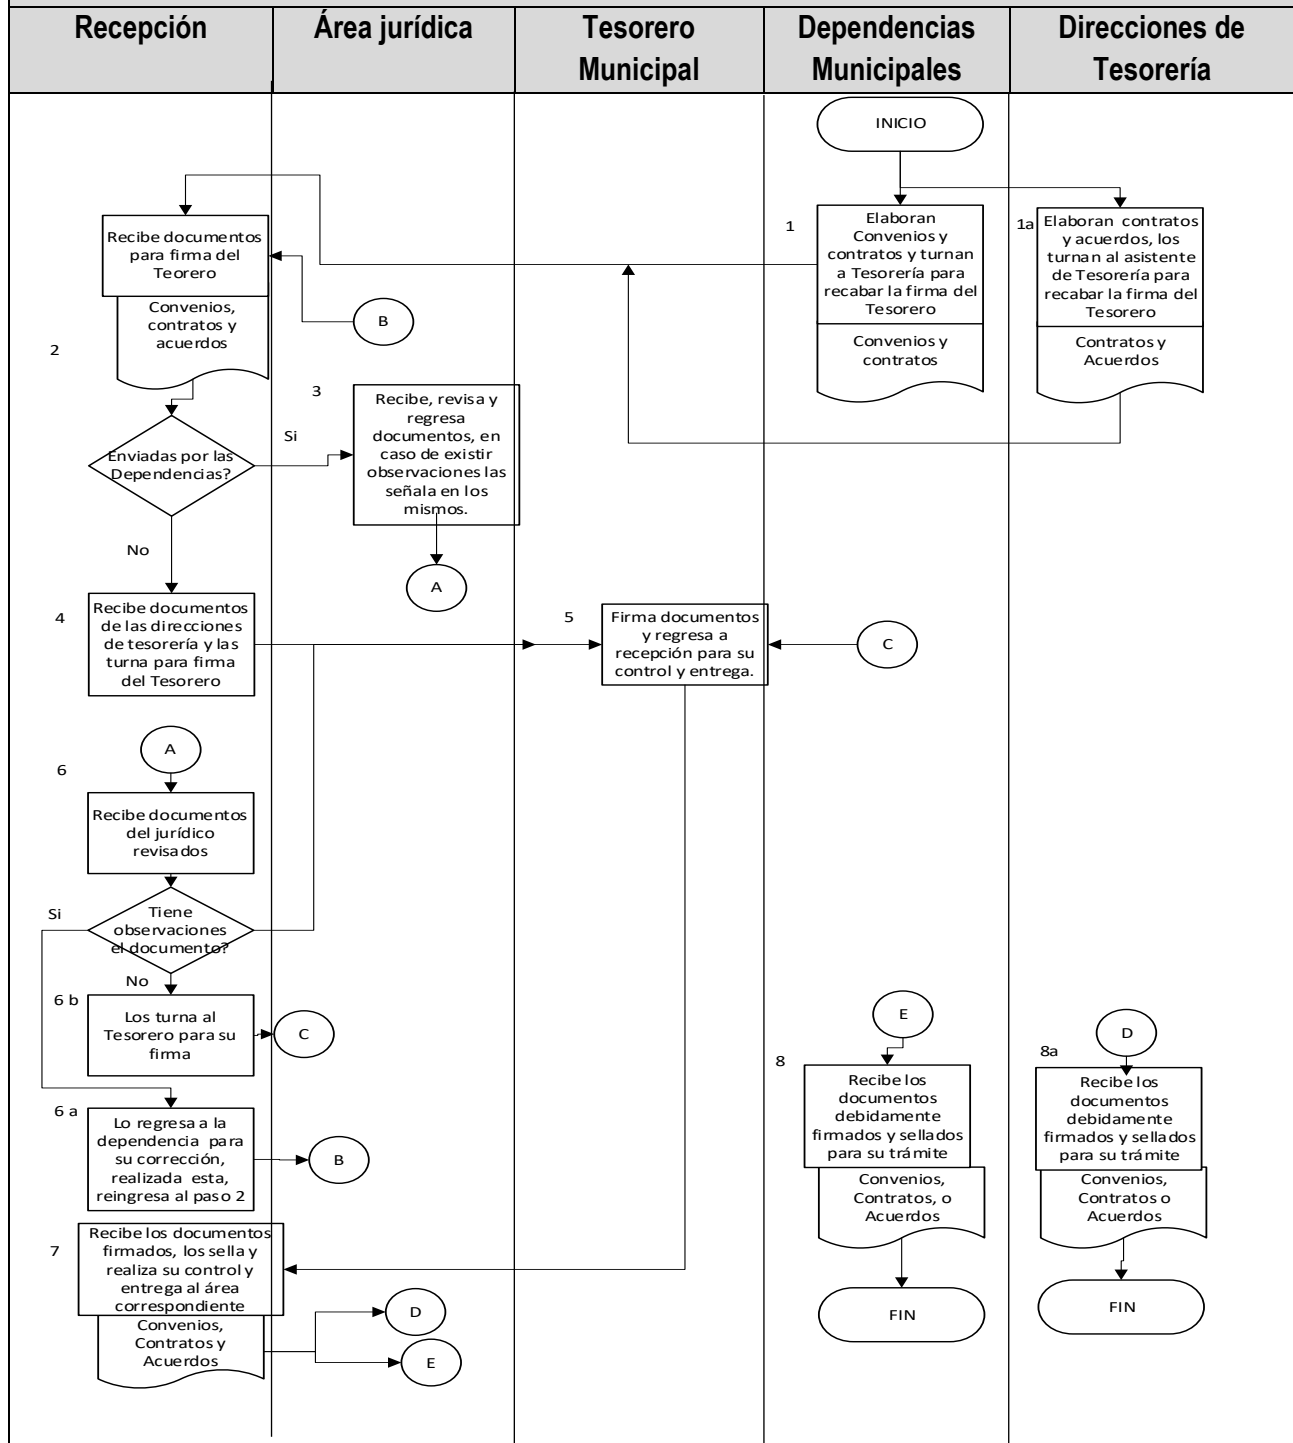 Recepción
Área jurídica
Tesorero
Municipal
Dependencias
Municipales
Direcciones de
Tesorería
INICIO
1
Elaboran
Convenios y
contratos y turnan
a Tesorería para
recabar la firma del
Tesorero
Convenios y
contratos
1a
Elaboran contratos
y acuerdos, los
turnan al asistente
de Tesorería para
recabar la firma del
Tesorero
Contratos y
Acuerdos
Recibe documentos
para firma del
Teorero
Convenios,
contratos y
acuerdos
2
B
Enviadas por las
Dependencias?
Si
No
3
Recibe, revisa y
regresa
documentos, en
caso de existir
observaciones las
señala en los
mismos.
A
4
Recibe documentos
de las direcciones
de tesorería y las
turna para firma
del Tesorero
5
Firma documentos
y regresa a
recepción para su
control y entrega.
C
A
6
Recibe documentos
del jurídico
revisados
Si
Tiene
observaciones
el documento?
No
6 b
Los turna al
Tesorero para su
firma
C
6 a
Lo regresa a la
dependencia para
su corrección,
realizada esta,
reingresa al paso 2
B
7
Recibe los documentos
firmados, los sella y
realiza su control y
entrega al área
correspondiente
Convenios,
Contratos y
Acuerdos
D
E
E
8
Recibe los
documentos
debidamente
firmados y sellados
para su trámite
Convenios,
Contratos, o
Acuerdos
FIN
D
8a
Recibe los
documentos
debidamente
firmados y sellados
para su trámite
Convenios,
Contratos o
Acuerdos
FIN